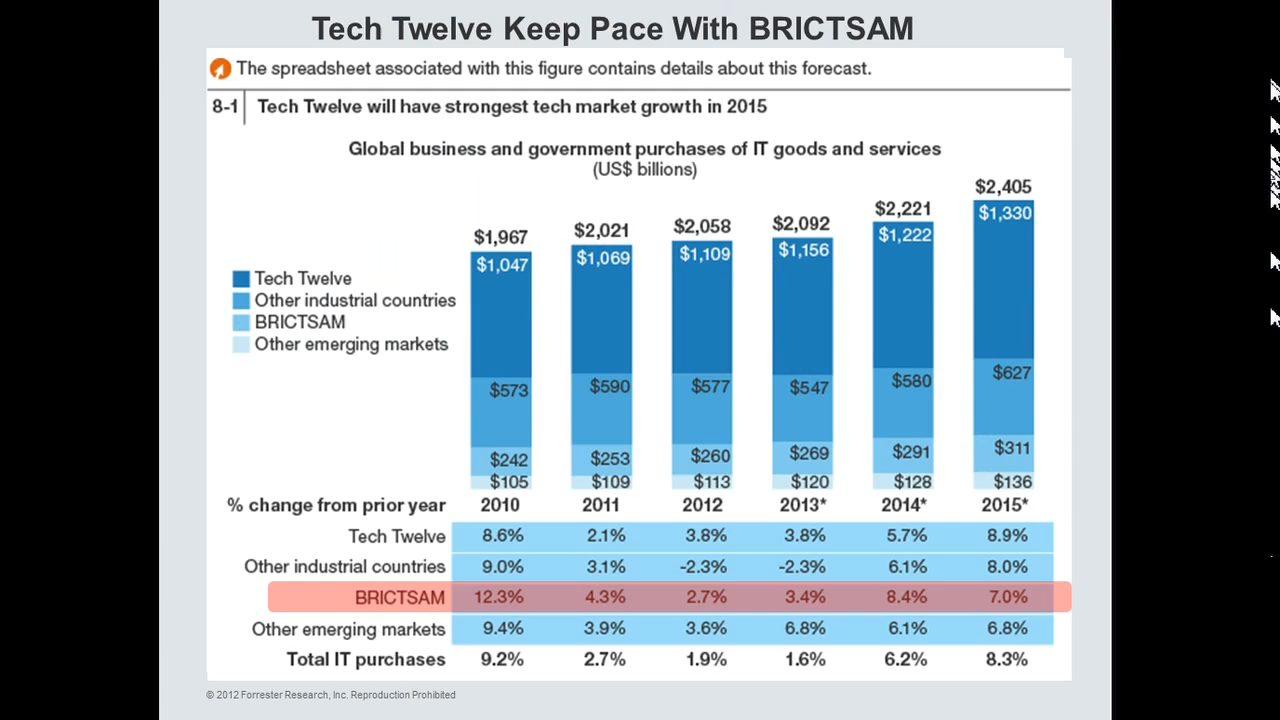 Tech Twelve Keep Pace With BRICTSAM
The spreadsheet associated with this figure contains details about this forecast.
8-1 Tech Twelve will have strongest tech market growth in 2015
Global business and government purchases of IT goods and services
(US$ billions)
$1,967 $2,021 $2,058 $2,092 $2,221 $2,405
$1,047 $1,069 $1,109 $1,156 $1,222 $1,330
Tech Twelve
Other industrial countries
BRICTSAM
Other emerging markets
$573 $590 $577 $547 $580 $627
$242 $253 $260 $269 $291 $311
$105 $109 $113 $120 $128 $136
% change from prior year 2010 2011 2012 2013* 2014* 2015*
Tech Twelve 8.6% 2.1% 3.8% 3.8% 5.7% 8.9%
Other industrial countries 9.0% 3.1% -2.3% -2.3% 6.1% 8.0%
BRICTSAM 12.3% 4.3% 2.7% 3.4% 8.4% 7.0%
Other emerging markets 9.4% 3.9% 3.6% 6.8% 6.1% 6.8%
Total IT purchases 9.2% 2.7% 1.9% 1.6% 6.2% 8.3%
© 2012 Forrester Research, Inc. Reproduction Prohibited